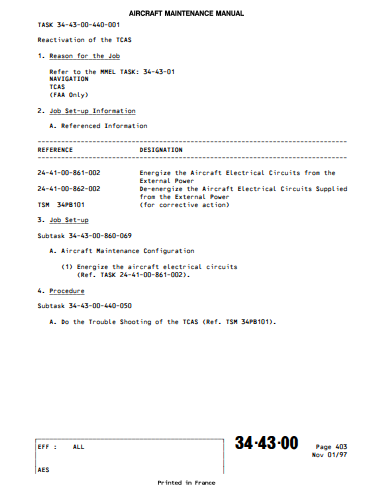 AIRCRAFT MAINTENANCE MANUAL
TASK 34-43-00-440-001
Reactivation of the TCAS
1. Reason for the Job
Refer to the MMEL TASK: 34-43-01
NAVIGATION
TCAS
(FAA Only)
2. Job Set-up Information
A. Referenced Information
REFERENCE DESIGNATION
24-41-00-861-002 Energize the Aircraft Electrical Circuits from the
External Power
24-41-00-862-002 De-energize the Aircraft Electrical Circuits Supplied
from the External Power
TSM 34PB101 (for corrective action)
3. Job Set-up
Subtask 34-43-00-860-069
A. Aircraft Maintenance Configuration
(1) Energize the aircraft electrical circuits
(Ref. TASK 24-41-00-861-002).
4. Procedure
Subtask 34-43-00-440-050
A. Do the Trouble Shooting of the TCAS (Ref. TSM 34PB101).
EFF : ALL
34-43-00
Page 403
Nov 01/97
AES
Printed in France